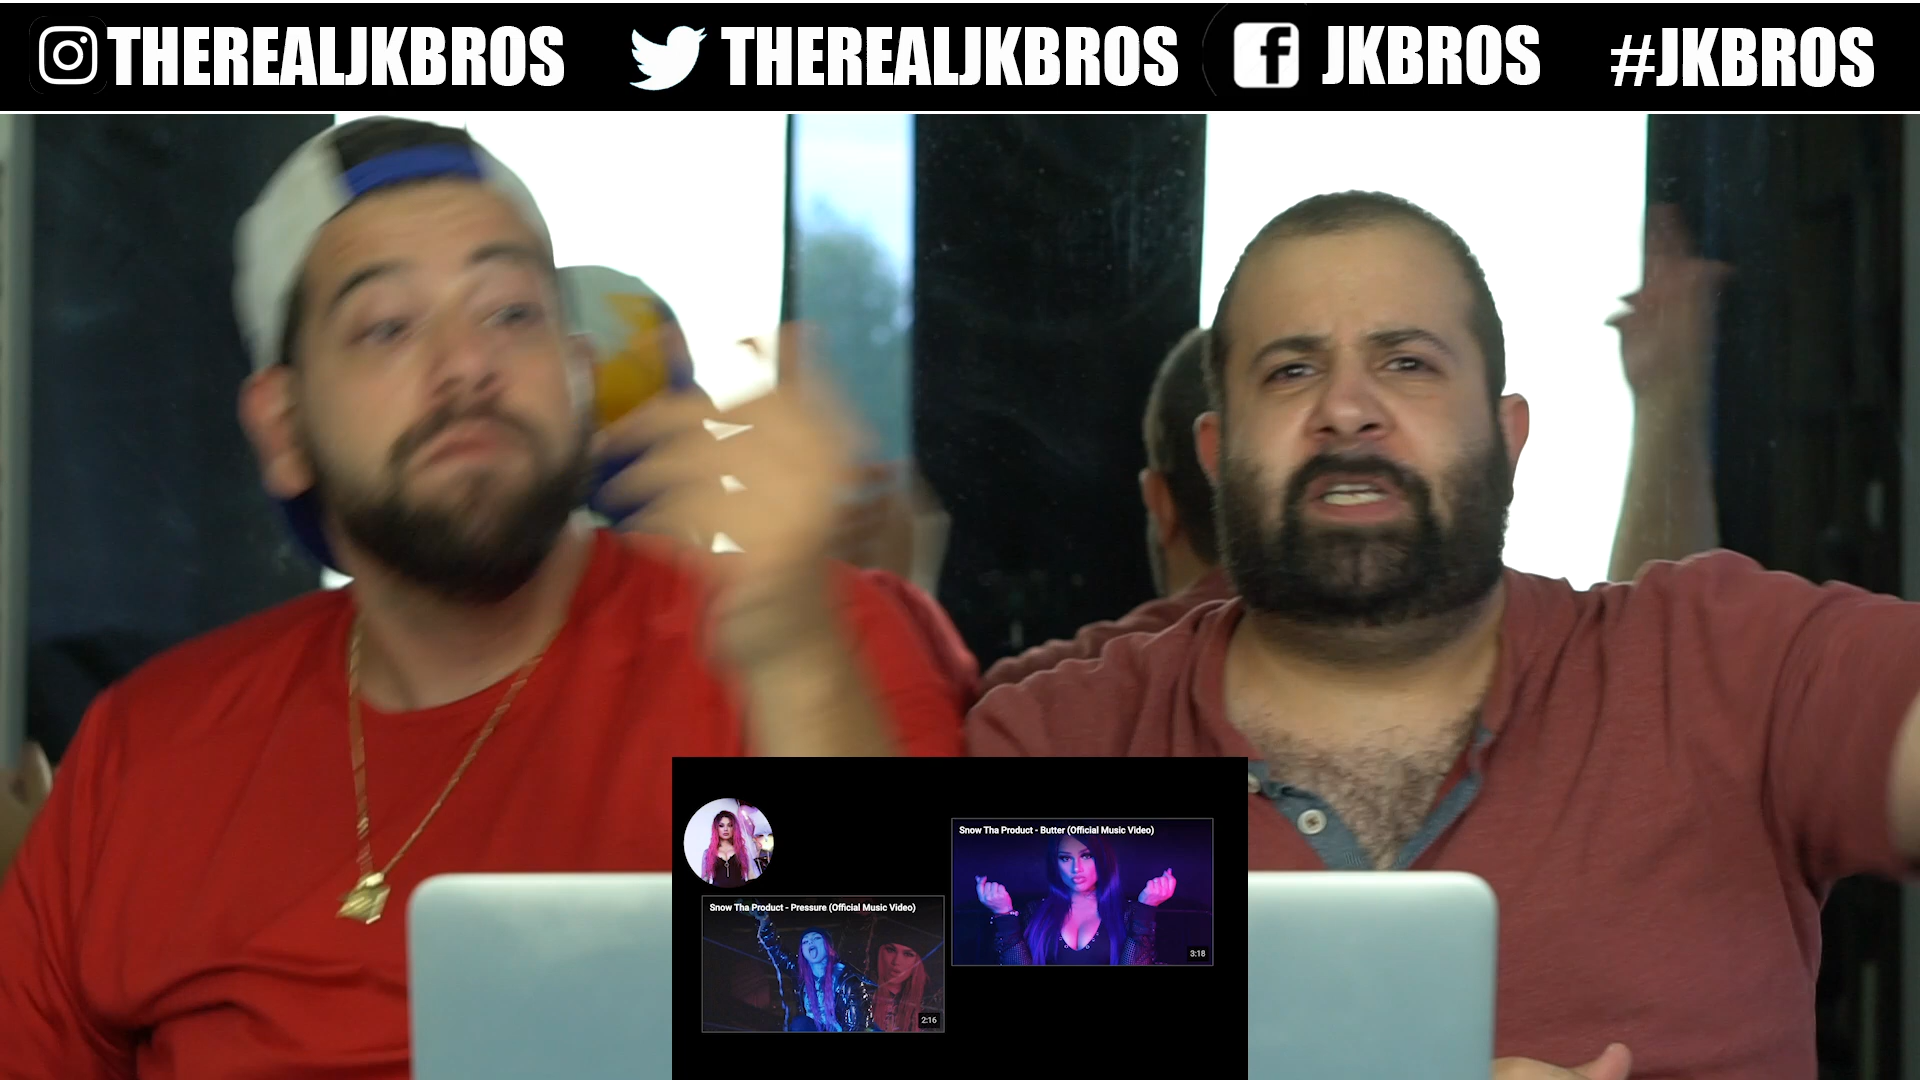 THEREALJKBROS THEREALJKBROS JKBROS #JKBROS
Snow Tha Product - Butter (Official Music Video)
3:18
Snow Tha Product - Pressure (Official Music Video)
2:16